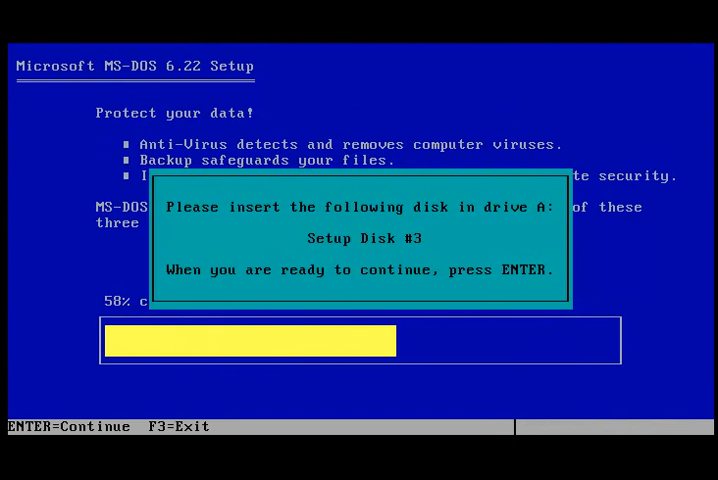 Microsoft MS-DOS 6.22 Setup
Protect your data!
Anti-Virus detects and removes computer viruses.
Backup safeguards your files.
I te security.
MS-DOS of these
three
Please insert the following disk in drive A:
Setup Disk #3
When you are ready to continue, press ENTER.
58% c
ENTER=Continue F3=Exit